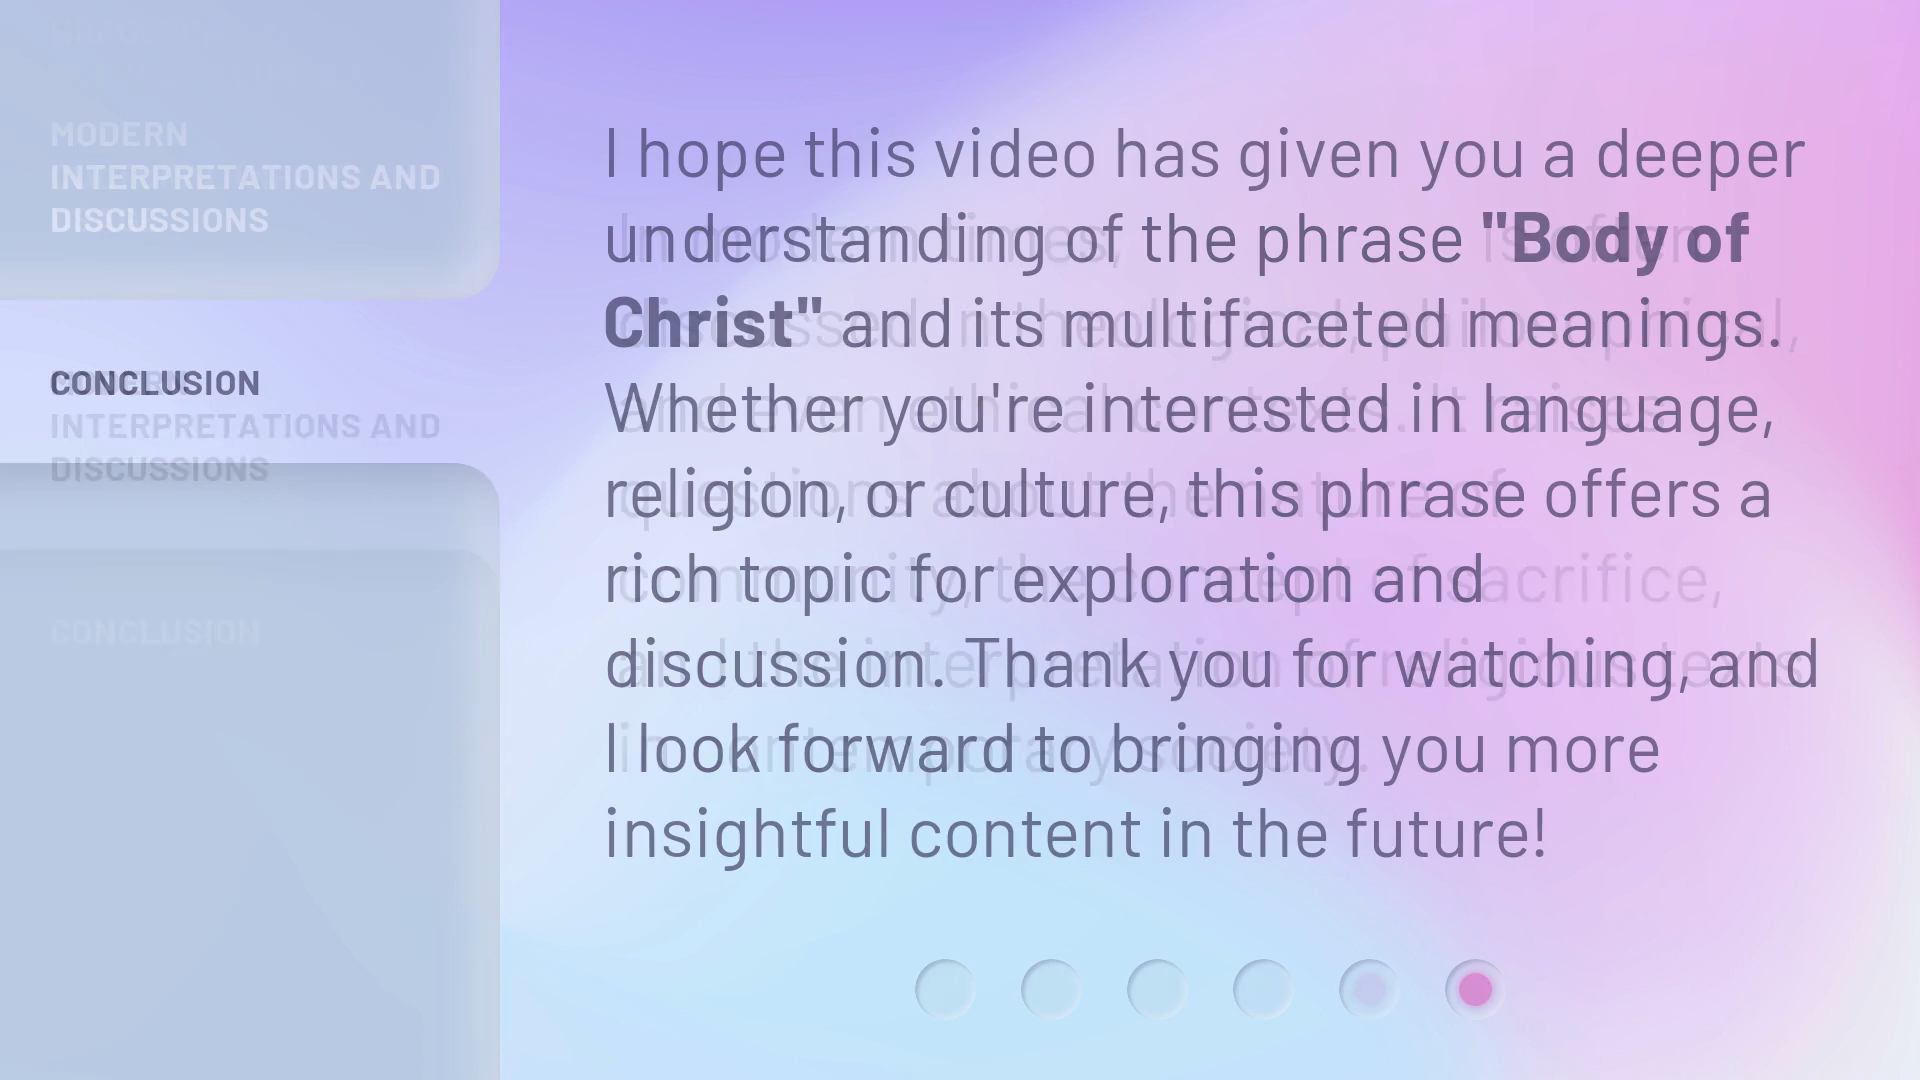 MODERN
INTERPRETATIONS AND
DISCUSSIONS
CONCLUSION
INTERPRETATIONS AND
DISCUSSIONS
CONCLUSION
I hope this video has given you a deeper
understanding of the phrase "Body of
Christ" and its multifaceted meanings.
Whether you're interested in language,
religion, or culture, this phrase offers a
rich topic for exploration and
discussion. Thank you for watching, and
I look forward to bringing you more
insightful content in the future!